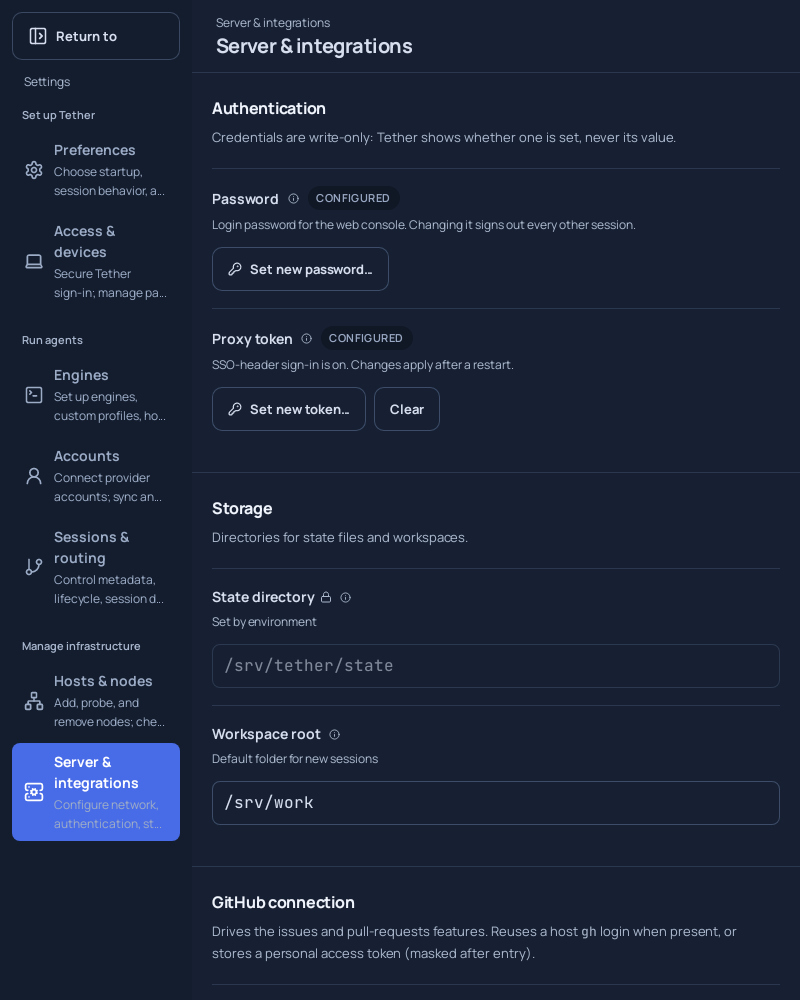 Return to
Settings
Set up Tether
Preferences
Choose startup,
session behavior, a...
Access &
devices
Secure Tether
sign-in; manage pa...
Run agents
Engines
Set up engines,
custom profiles, ho...
Accounts
Connect provider
accounts; sync an...
Sessions &
routing
Control metadata,
lifecycle, session d...
Manage infrastructure
Hosts & nodes
Add, probe, and
remove nodes; che...
Server &
integrations
Configure network,
authentication, st...
Server & integrations
Server & integrations
Authentication
Credentials are write-only: Tether shows whether one is set, never its value.
Password CONFIGURED
Login password for the web console. Changing it signs out every other session.
Set new password...
Proxy token CONFIGURED
SSO-header sign-in is on. Changes apply after a restart.
Set new token... Clear
Storage
Directories for state files and workspaces.
State directory
Set by environment
/srv/tether/state
Workspace root
Default folder for new sessions
/srv/work
GitHub connection
Drives the issues and pull-requests features. Reuses a host gh login when present, or
stores a personal access token (masked after entry).